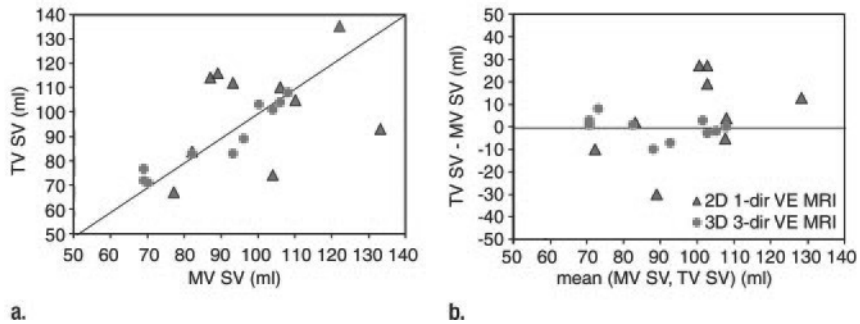 140
130
120
110
100
90
80
70
60
50
TV SV (ml)
50 60 70 80 90 100 110 120 130 140
MV SV (ml)
a.
50
40
30
20
10
0
-10
-20
-30
-40
-50
TV SV - MV SV (ml)
▲ 2D 1-dir VE MRI
3D 3-dir VE MRI
50 60 70 80 90 100 110 120 130 140
mean (MV SV, TV SV) (ml)
b.